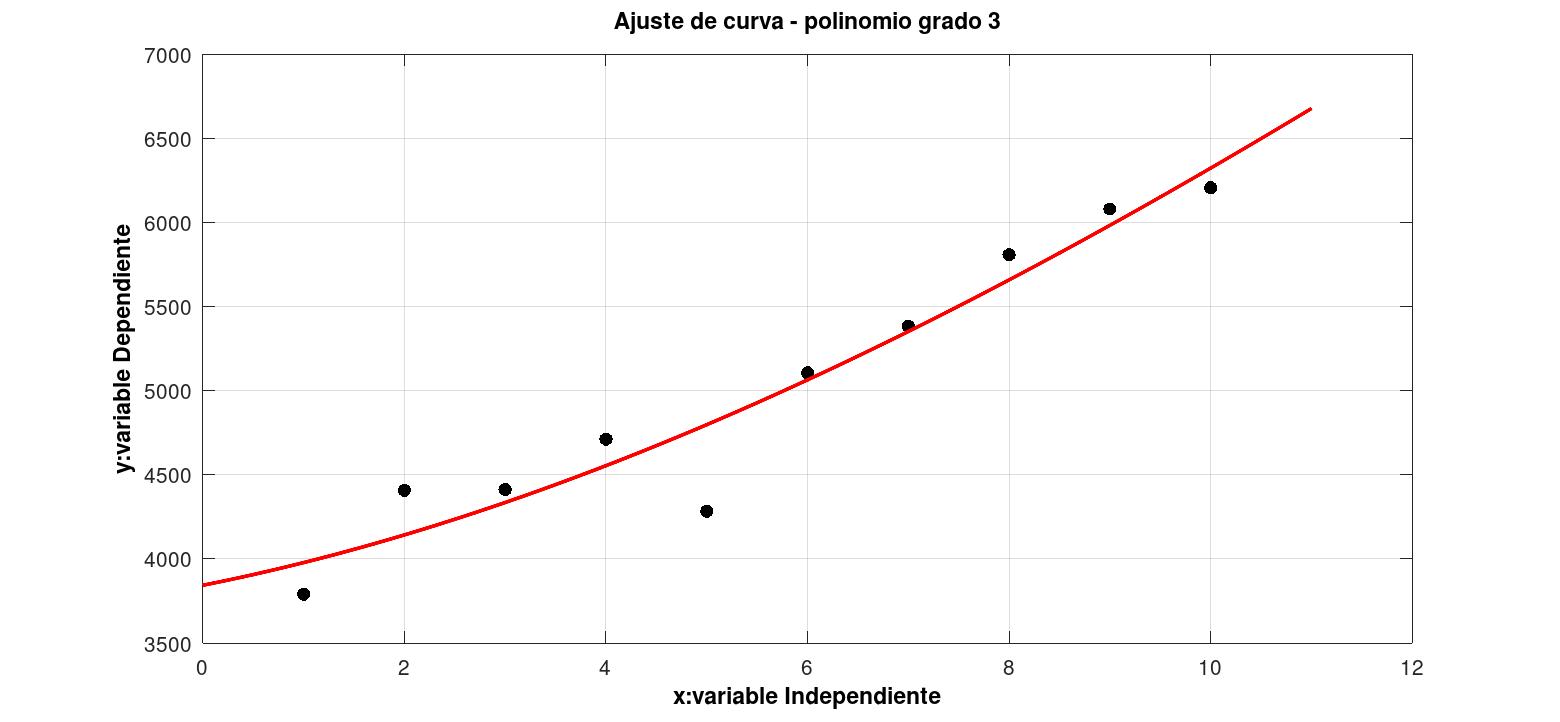 Ajuste de curva - polinomio grado 3
7000
6500
6000
5500
5000
4500
4000
3500
y:variable Dependiente
0 2 4 6 8 10 12
x:variable Independiente